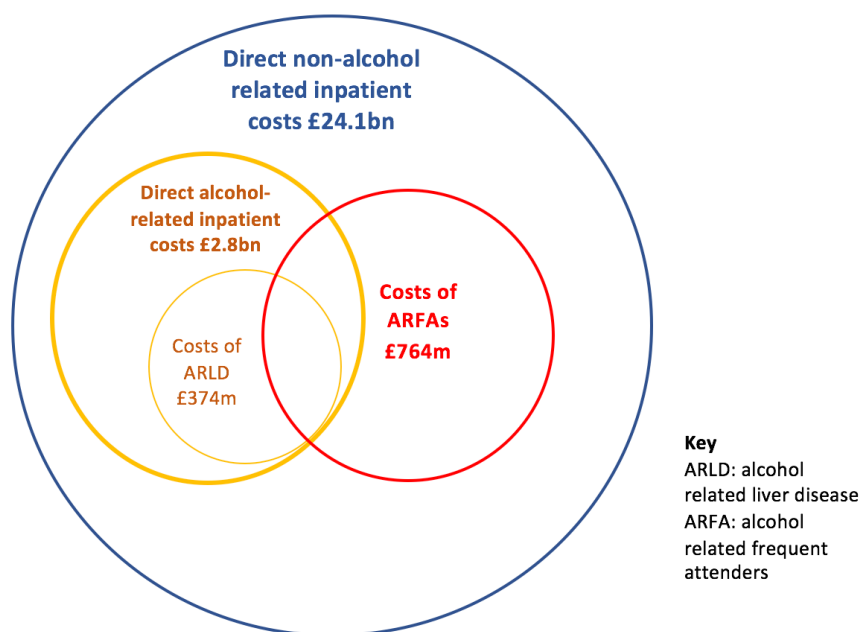 Direct non-alcohol
related inpatient
costs £24.1bn
Direct alcohol-
related inpatient
costs £2.8bn
Costs of
ARLD
£374m
Costs of
ARFAs
£764m
Key
ARLD: alcohol
related liver disease
ARFA: alcohol
related frequent
attenders